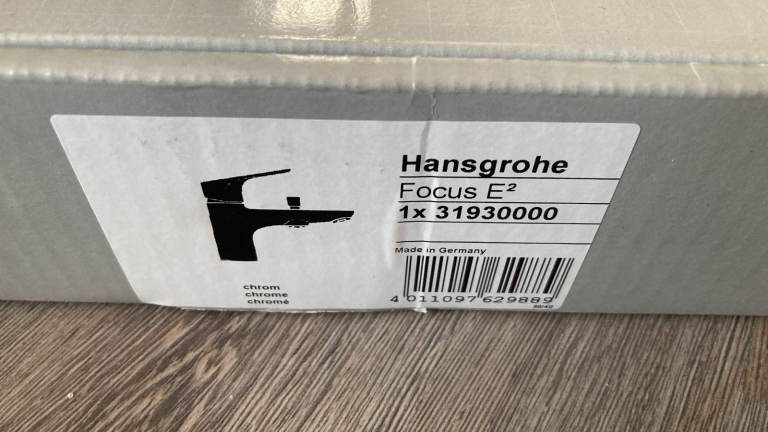 Hansgrohe
Focus E²
1x 31930000
Made in Germany
chrom
chrome
chromé
4 011097 629889